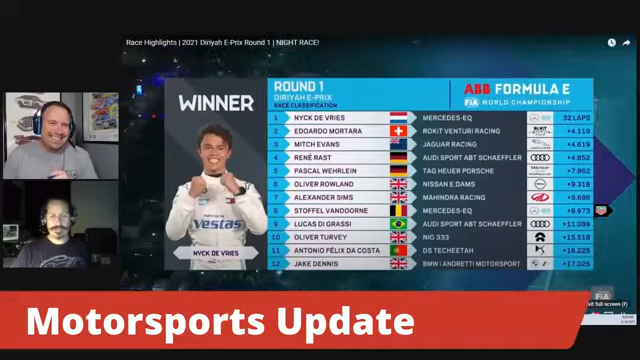 Race Highlights | 2021 Diriyah E-Prix Round 1 | NIGHT RACE!
WINNER
NYCK DE VRIES
Vestas
ROUND 1
DIRIYAH E-PRIX
RACE CLASSIFICATION
ABB FORMULA E
FIA WORLD CHAMPIONSHIP
1 NYCK DE VRIES MERCEDES-EQ 32 LAPS
2 EDOARDO MORTARA ROKIT VENTURI RACING +4.119
3 MITCH EVANS JAGUAR RACING +4.619
4 RENÉ RAST AUDI SPORT ABT SCHAEFFLER +4.852
5 PASCAL WEHRLEIN TAG HEUER PORSCHE +7.962
6 OLIVER ROWLAND NISSAN E.DAMS +9.318
7 ALEXANDER SIMS MAHINDRA RACING +9.686
8 STOFFEL VANDOORNE MERCEDES-EQ +9.973
9 LUCAS DI GRASSI AUDI SPORT ABT SCHAEFFLER +11.089
10 OLIVER TURVEY NIO 333 +15.518
11 ANTONIO FÉLIX DA COSTA DS TECHEETAH +16.225
12 JAKE DENNIS BMW i ANDRETTI MOTORSPORT +17.025
FIA
exit full screen (f)
Motorsports Update